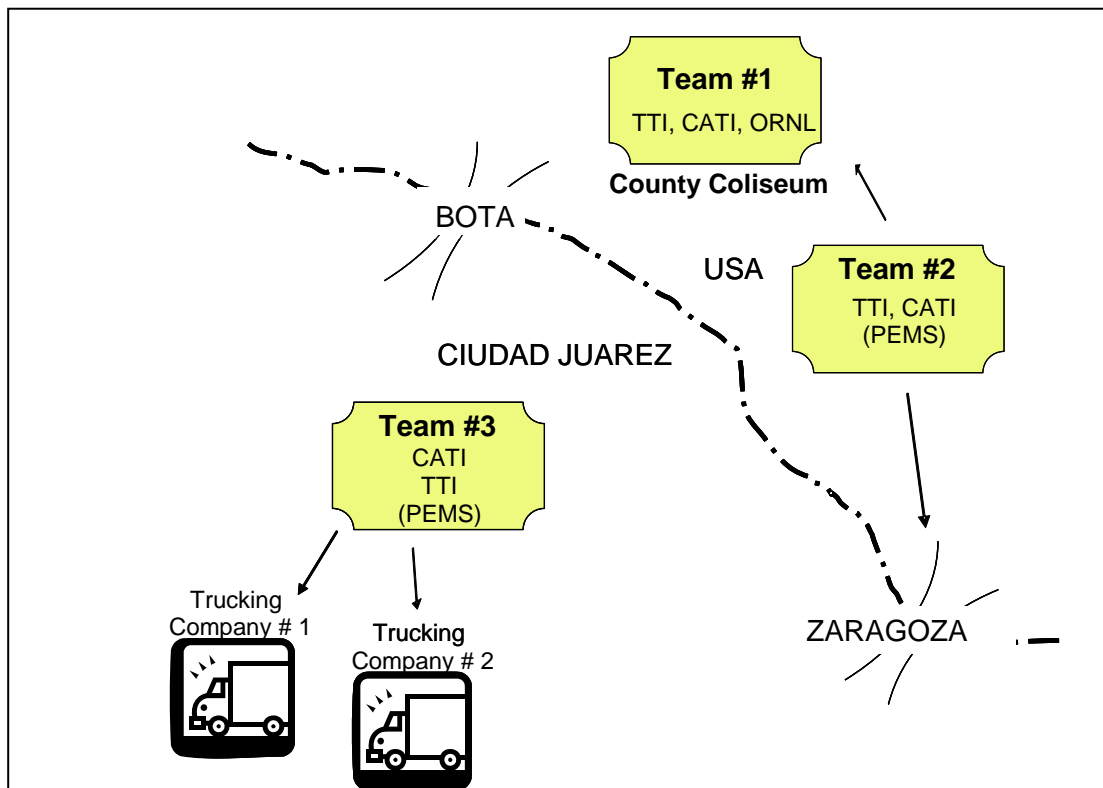 Team #1
TTI, CATI, ORNL
County Coliseum
BOTA
USA
Team #2
TTI, CATI
(PEMS)
CIUDAD JUAREZ
Team #3
CATI
TTI
(PEMS)
Trucking
Company # 1
Trucking
Company # 2
ZARAGOZA